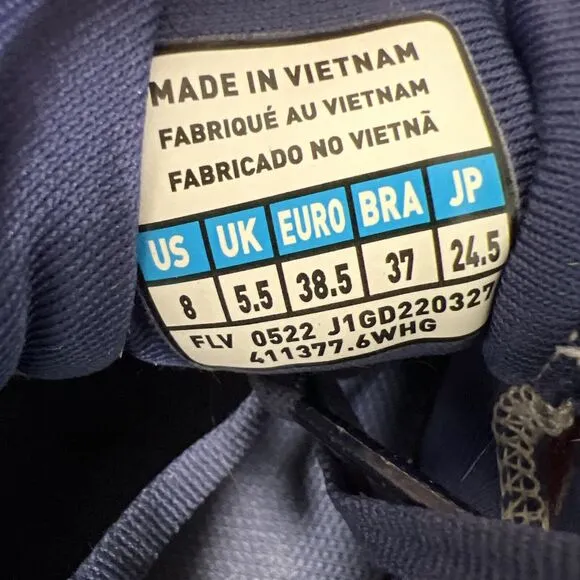 MADE IN VIETNAM
FABRIQUÉ AU VIETNAM
FABRICADO NO VIETNÃ
US UK EURO BRA JP
8 5.5 38.5 37 24.5
FLV 0522 J1GD220327
411377.6WHG